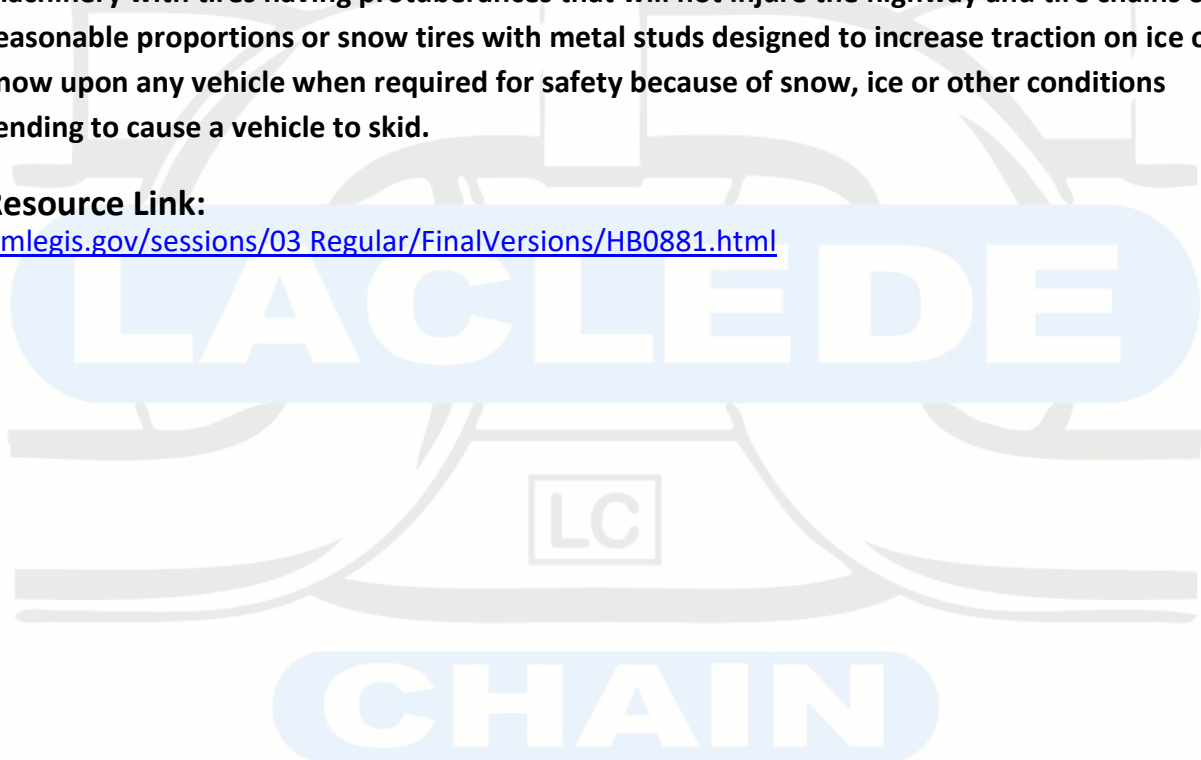 easonable proportions or snow tires with metal studs designed to increase traction on ice o
now upon any vehicle when required for safety because of snow, ice or other conditions
ending to cause a vehicle to skid.
esource Link:
mlegis.gov/sessions/03 Regular/FinalVersions/HB0881.html
LACLEDE
LC
CHAIN